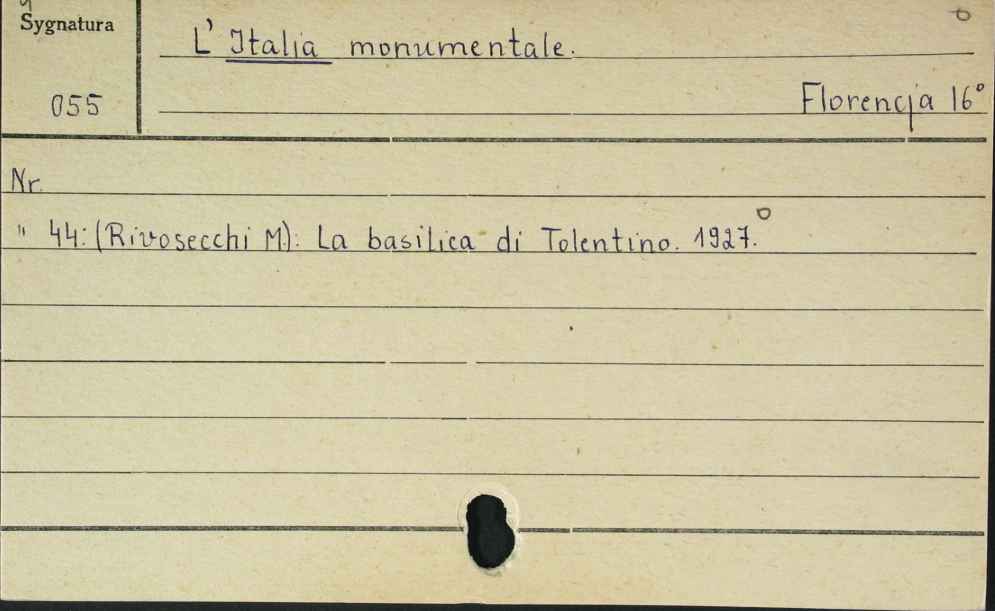 Sygnatura
L' Italia monumentale.
055
Florencja 16°
Nr.
" 44: (Rivosecchi M.): La basilica di Tolentino. 1927.